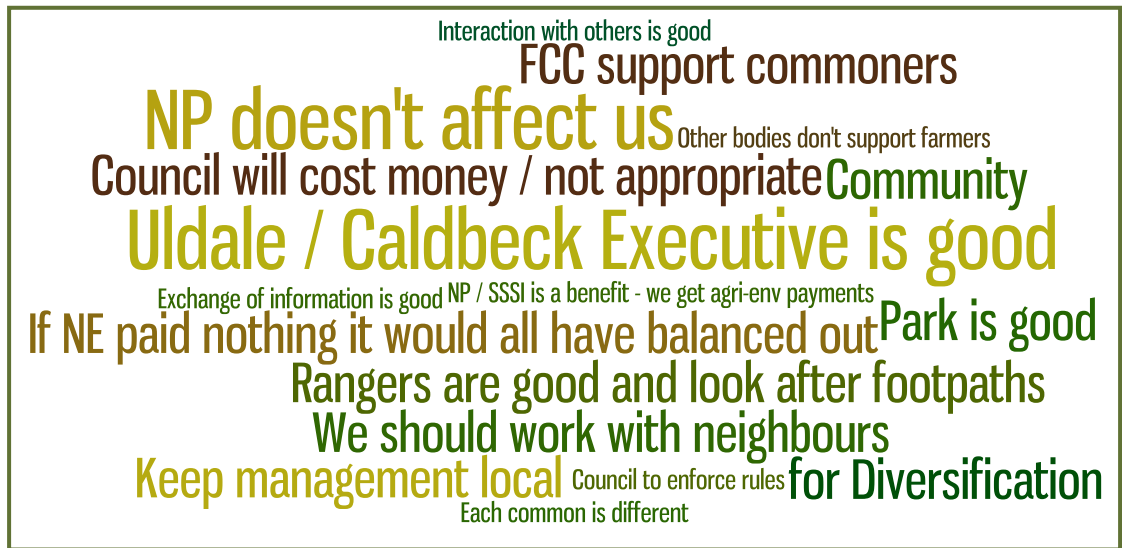 Interaction with others is good
FCC support commoners
NP doesn't affect us
Other bodies don't support farmers
Council will cost money / not appropriate
Community
Uldale / Caldbeck Executive is good
Exchange of information is good
NP / SSSI is a benefit - we get agri-env payments
Park is good
If NE paid nothing it would all have balanced out
Rangers are good and look after footpaths
We should work with neighbours
Keep management local
Council to enforce rules
for Diversification
Each common is different